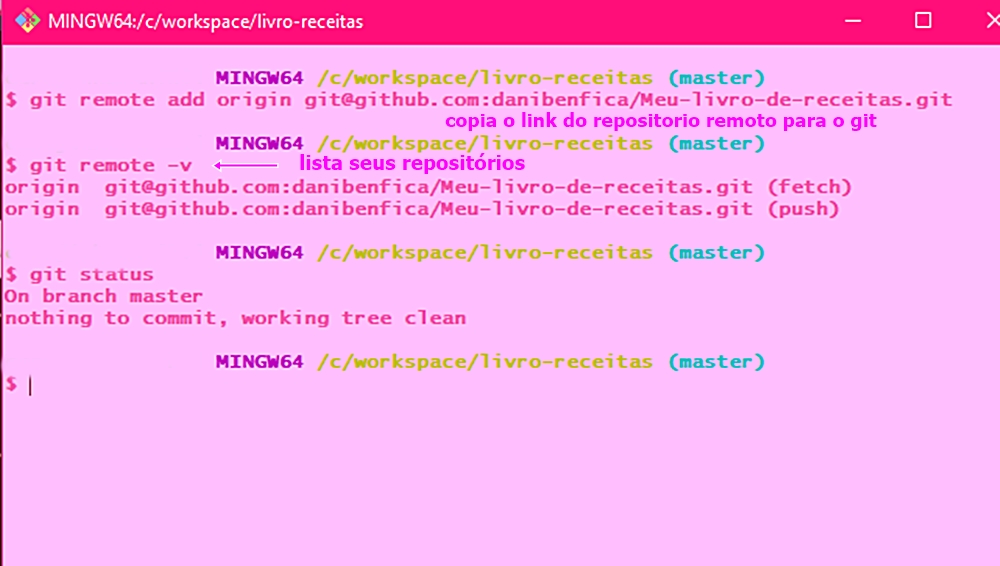 MINGW64:/c/workspace/livro-receitas
MINGW64 /c/workspace/livro-receitas (master)
$ git remote add origin git@github.com:danibenfica/Meu-livro-de-receitas.git
copia o link do repositorio remoto para o git
MINGW64 /c/workspace/livro-receitas (master)
$ git remote -v lista seus repositórios
origin git@github.com:danibenfica/Meu-livro-de-receitas.git (fetch)
origin git@github.com:danibenfica/Meu-livro-de-receitas.git (push)
MINGW64 /c/workspace/livro-receitas (master)
$ git status
On branch master
nothing to commit, working tree clean
MINGW64 /c/workspace/livro-receitas (master)
$